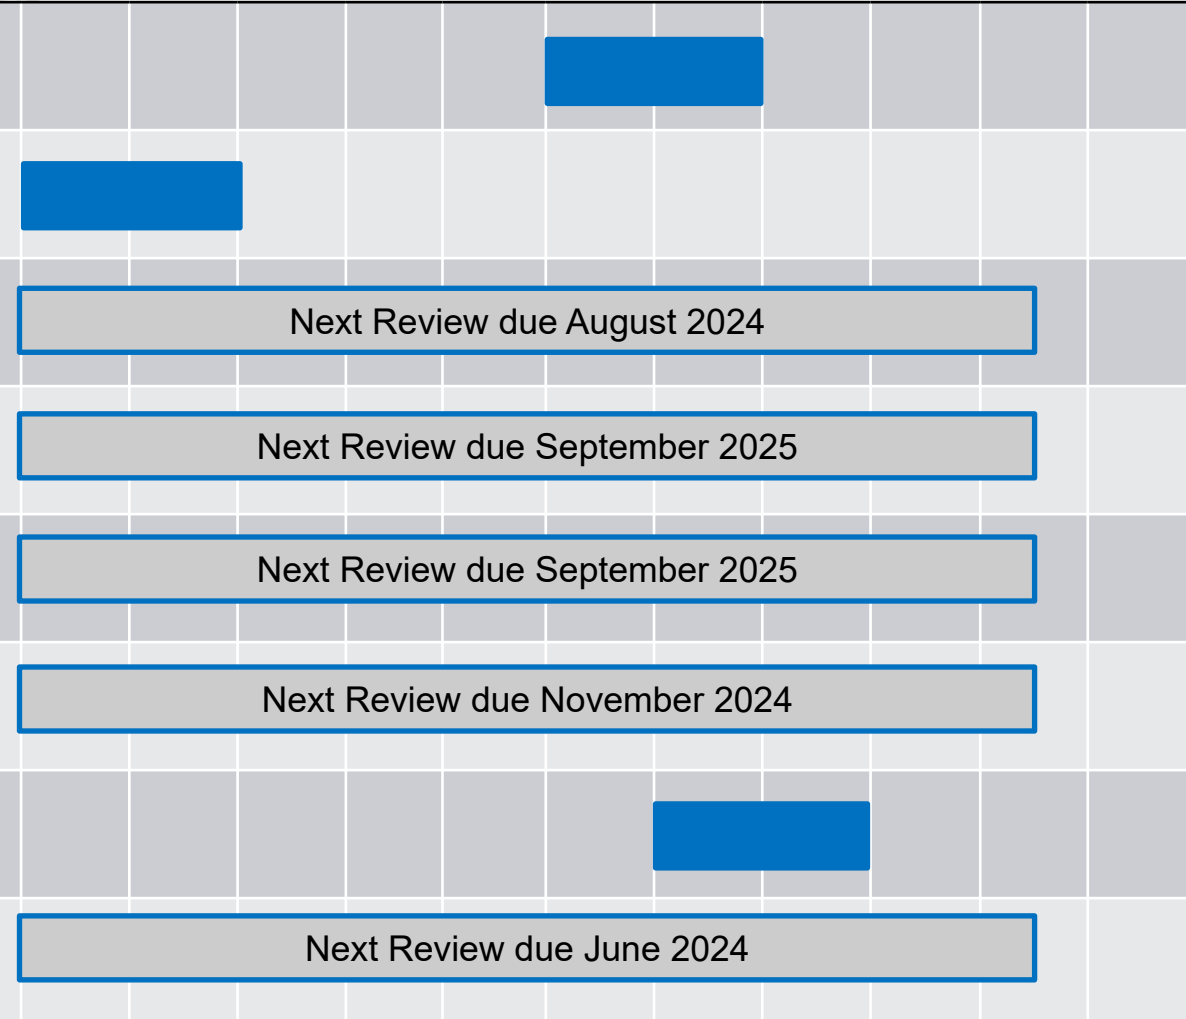 Next Review due August 2024
Next Review due September 2025
Next Review due September 2025
Next Review due November 2024
Next Review due June 2024